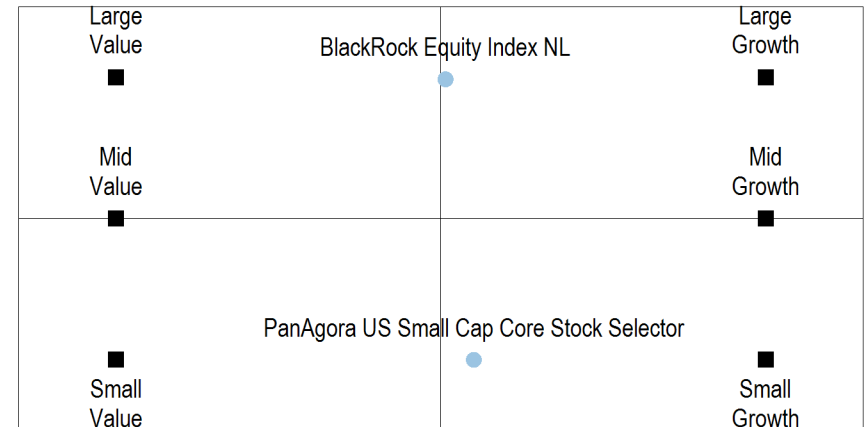 Large
Value
BlackRock Equity Index NL
Large
Growth
Mid
Value
Mid
Growth
PanAgora US Small Cap Core Stock Selector
Small
Value
Small
Growth